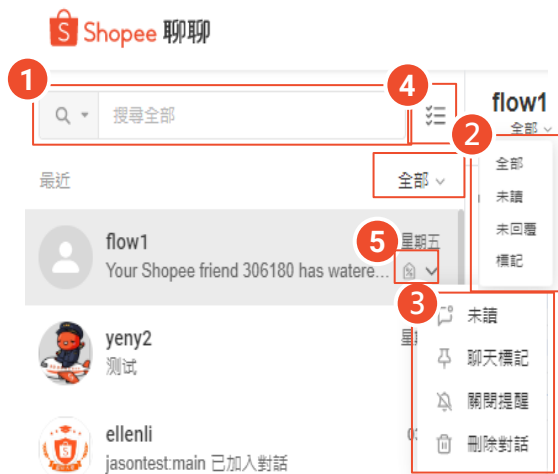 Shopee 聊聊
1
4
搜尋全部
flow1
全部
2
最近
全部
全部
未讀
未回覆
標記
flow1
星期五
5
Your Shopee friend 306180 has watere...
3
未讀
聊天標記
關閉提醒
刪除對話
yeny2
测试
ellenli
jasontest:main 已加入對話